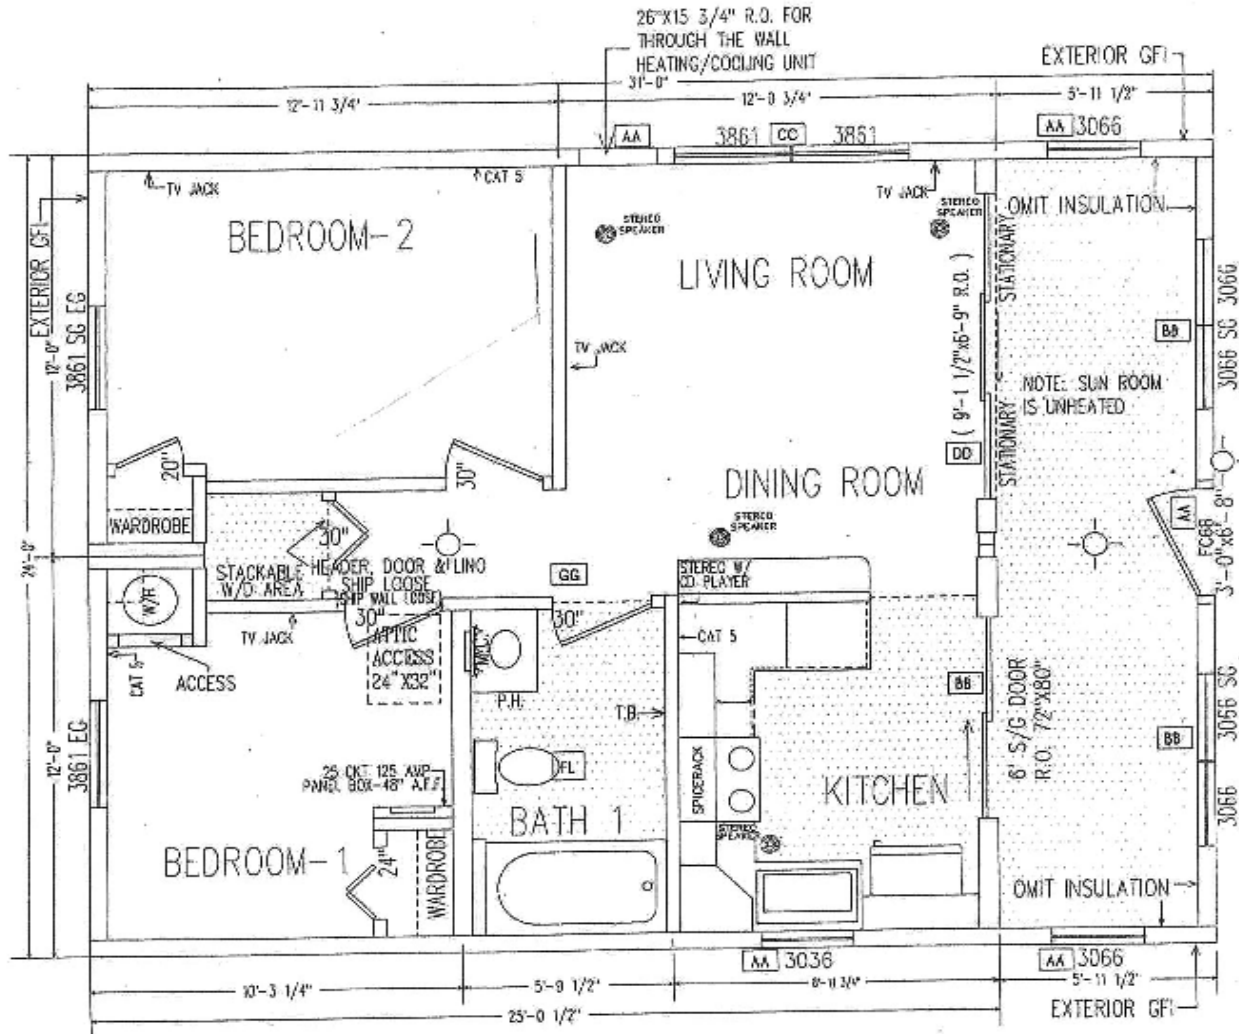 26"X15 3/4" R.O. FOR
THROUGH THE WALL
HEATING/COOLING UNIT
EXTERIOR GFI
31'-0"
12'-11 3/4"
12'-0 3/4"
5'-11 1/2"
AA
3861
CC
3861
AA 3066
TV JACK
CAT 5
TV JACK
STEREO
SPEAKER
STEREO
SPEAKER
OMIT INSULATION
BEDROOM-2
LIVING ROOM
EXTERIOR GFI
12'-0"
3861 SG EG
24'-0"
TV JACK
( 9'-1 1/2"x6'-9" R.O. )
STATIONARY
STATIONARY
BB
3066 SG 3066
NOTE: SUN ROOM
IS UNHEATED
DD
DINING ROOM
20"
30"
WARDROBE
STEREO
SPEAKER
30"
AA
3'-0"x6'-8"
HEADER, DOOR & LINO
SHIP LOOSE
SHIP WALL LOOSE
STACKABLE
W/D AREA
GG
STEREO W/
CD PLAYER
W/H
TV JACK
30"
30"
ATTIC
ACCESS
24"X32"
CAT 5
ACCESS
CAT 5
P.H.
T.B.
BB
6' S/G DOOR
R.O. 72"X80"
BB
3066 SG
3066
12'-0"
3861 EG
PANEL BOX-48" A.F.F.
FL
SPICERACK
KITCHEN
BATH 1
STEREO
SPEAKER
BEDROOM-1
24"
WARDROBE
OMIT INSULATION
AA 3036
AA 3066
10'-3 1/4"
5'-9 1/2"
8'-11 3/4"
5'-11 1/2"
25'-0 1/2"
EXTERIOR GFI